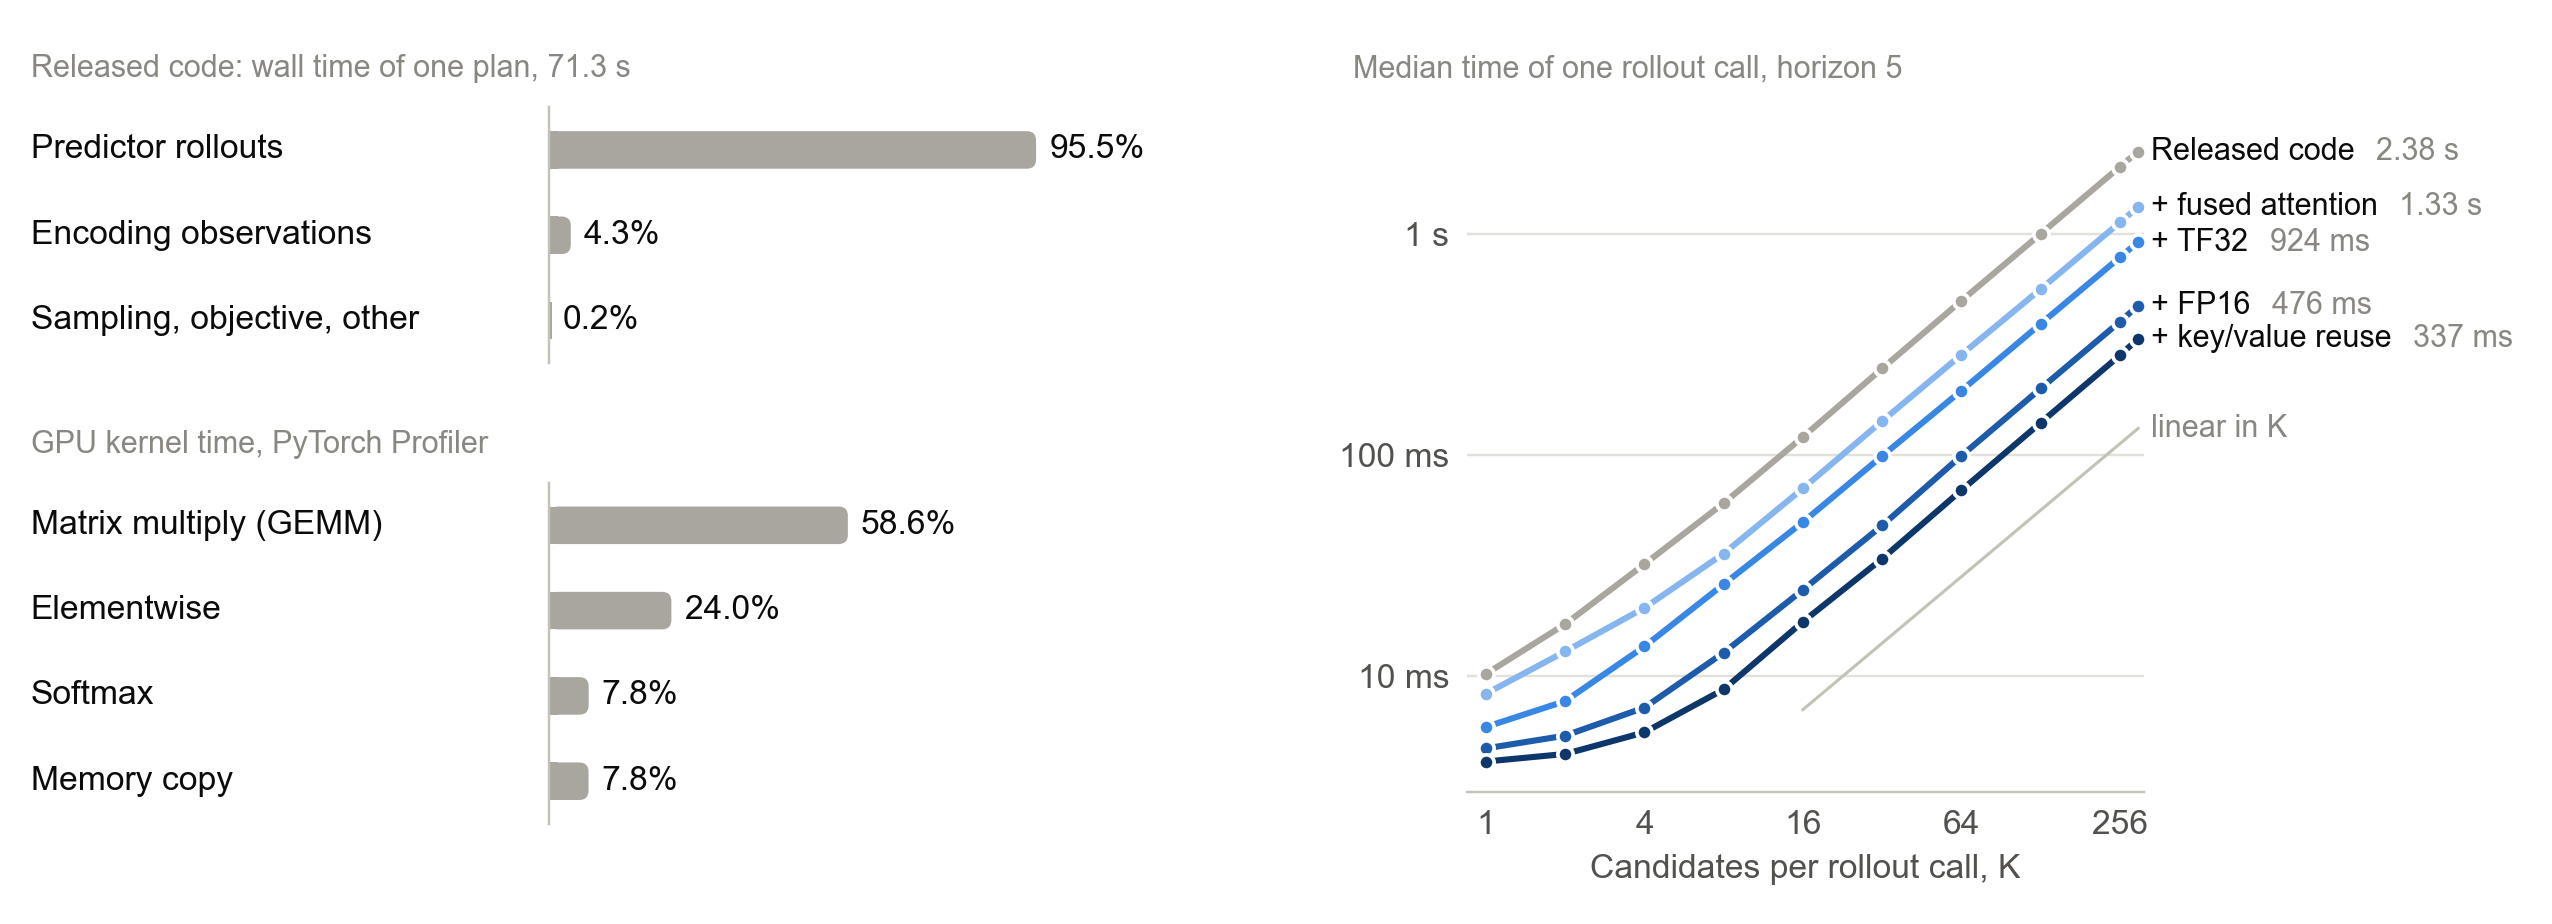 Released code: wall time of one plan, 71.3 s
Predictor rollouts 95.5%
Encoding observations 4.3%
Sampling, objective, other 0.2%
GPU kernel time, PyTorch Profiler
Matrix multiply (GEMM) 58.6%
Elementwise 24.0%
Softmax 7.8%
Memory copy 7.8%
Median time of one rollout call, horizon 5
Released code 2.38 s
+ fused attention 1.33 s
1 s
+ TF32 924 ms
+ FP16 476 ms
+ key/value reuse 337 ms
linear in K
100 ms
10 ms
1 4 16 64 256
Candidates per rollout call, K